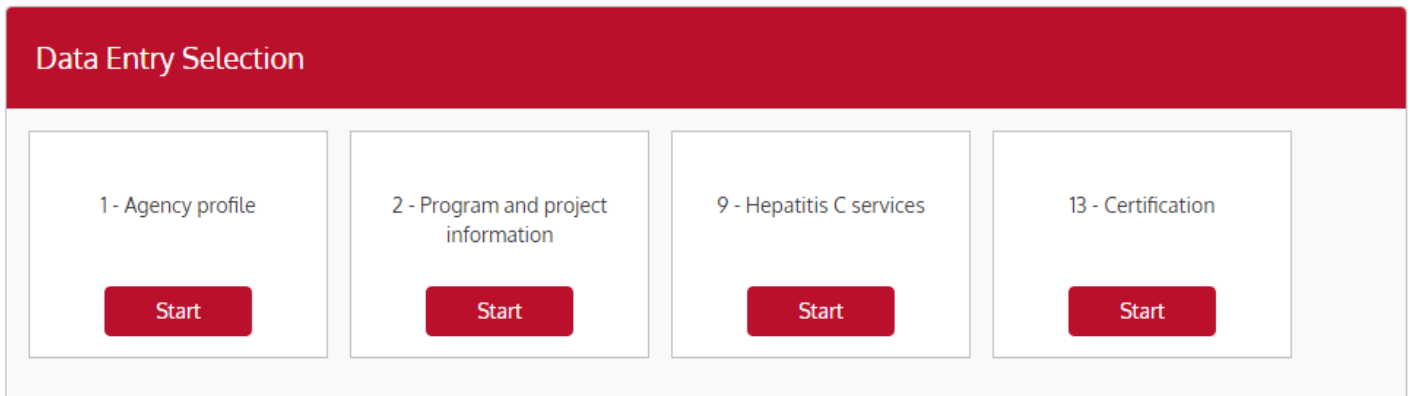 Data Entry Selection
1 - Agency profile
Start
2 - Program and project
information
Start
9 - Hepatitis C services
Start
13 - Certification
Start